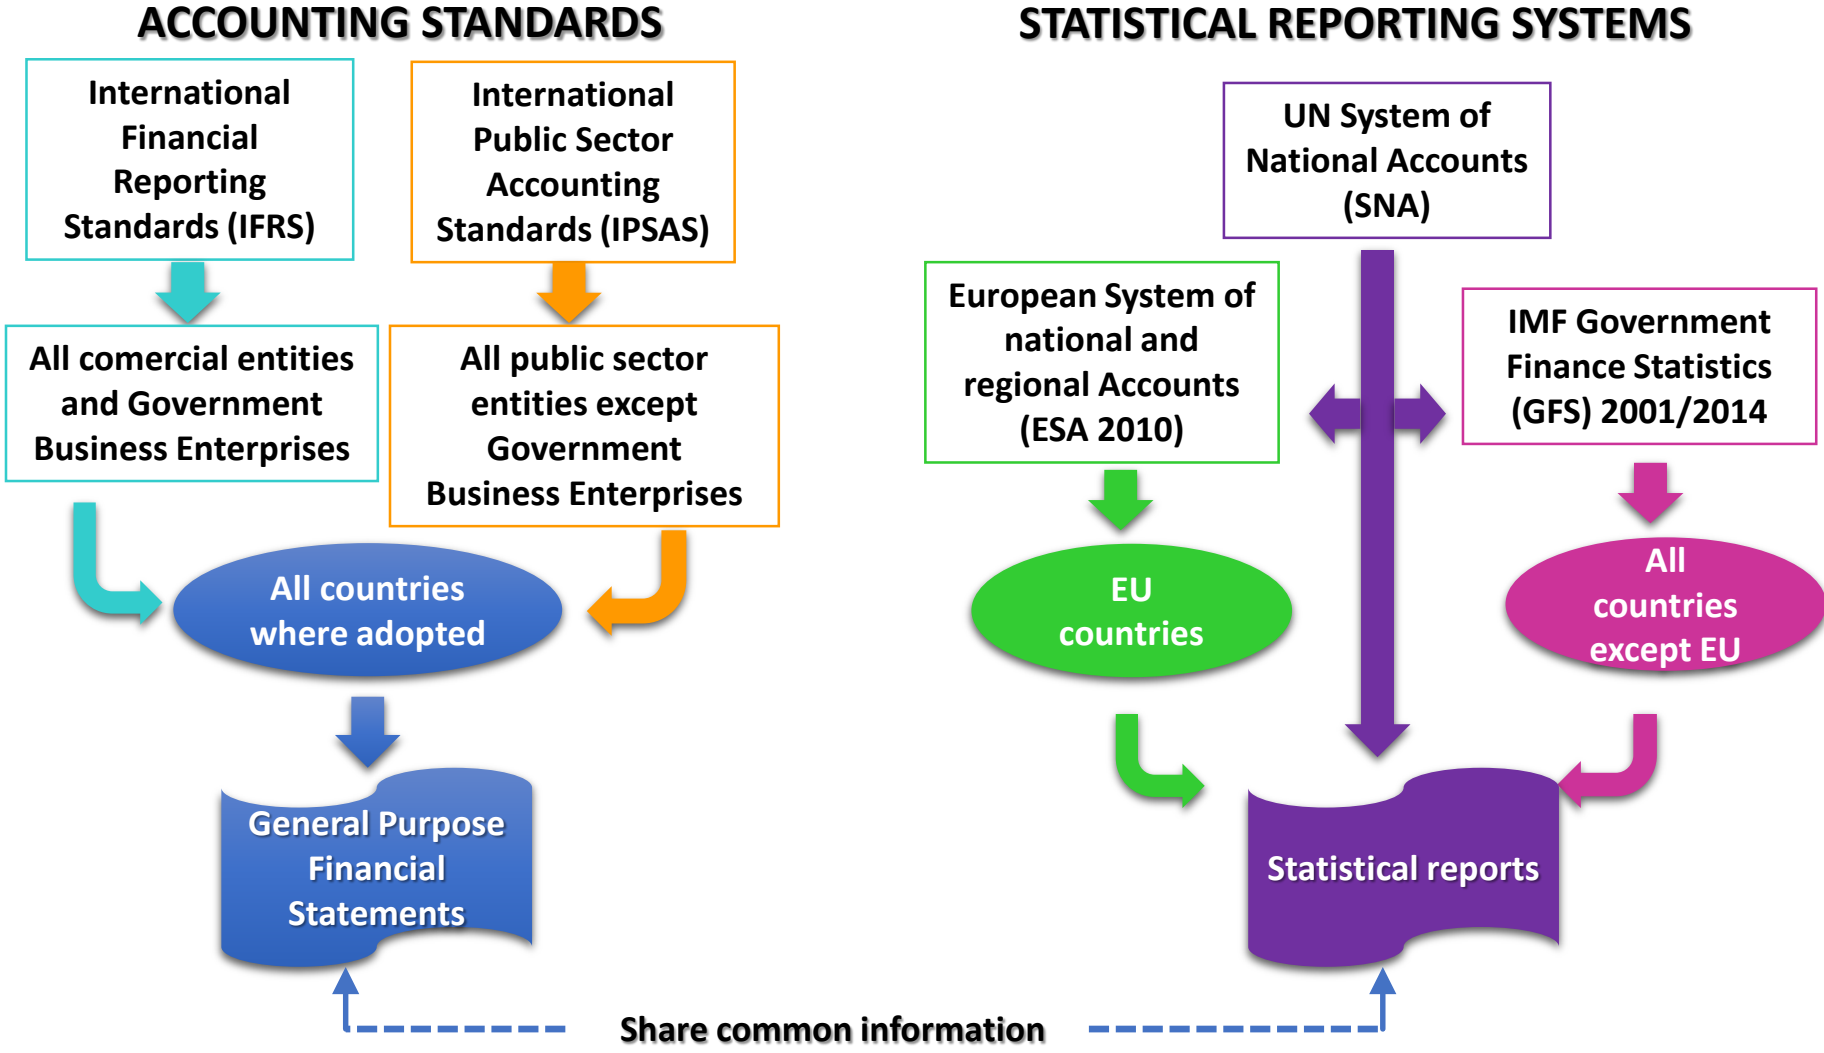 ACCOUNTING STANDARDS
International
Financial
Reporting
Standards (IFRS)
International
Public Sector
Accounting
Standards (IPSAS)
All comercial entities
and Government
Business Enterprises
All public sector
entities except
Government
Business Enterprises
All countries
where adopted
General Purpose
Financial
Statements
STATISTICAL REPORTING SYSTEMS
UN System of
National Accounts
(SNA)
European System of
national and
regional Accounts
(ESA 2010)
IMF Government
Finance Statistics
(GFS) 2001/2014
EU
countries
All
countries
except EU
Statistical reports
Share common information